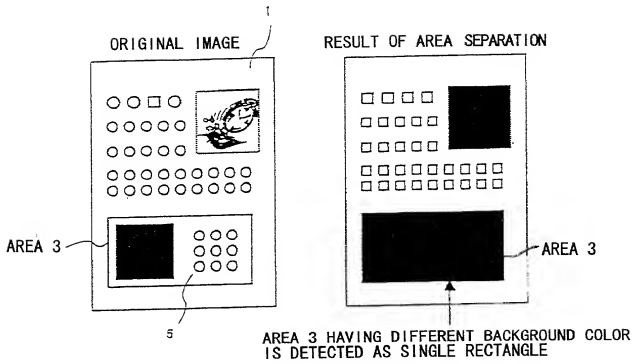 ORIGINAL IMAGE
1
RESULT OF AREA SEPARATION
AREA 3
AREA 3
5
AREA 3 HAVING DIFFERENT BACKGROUND COLOR
IS DETECTED AS SINGLE RECTANGLE